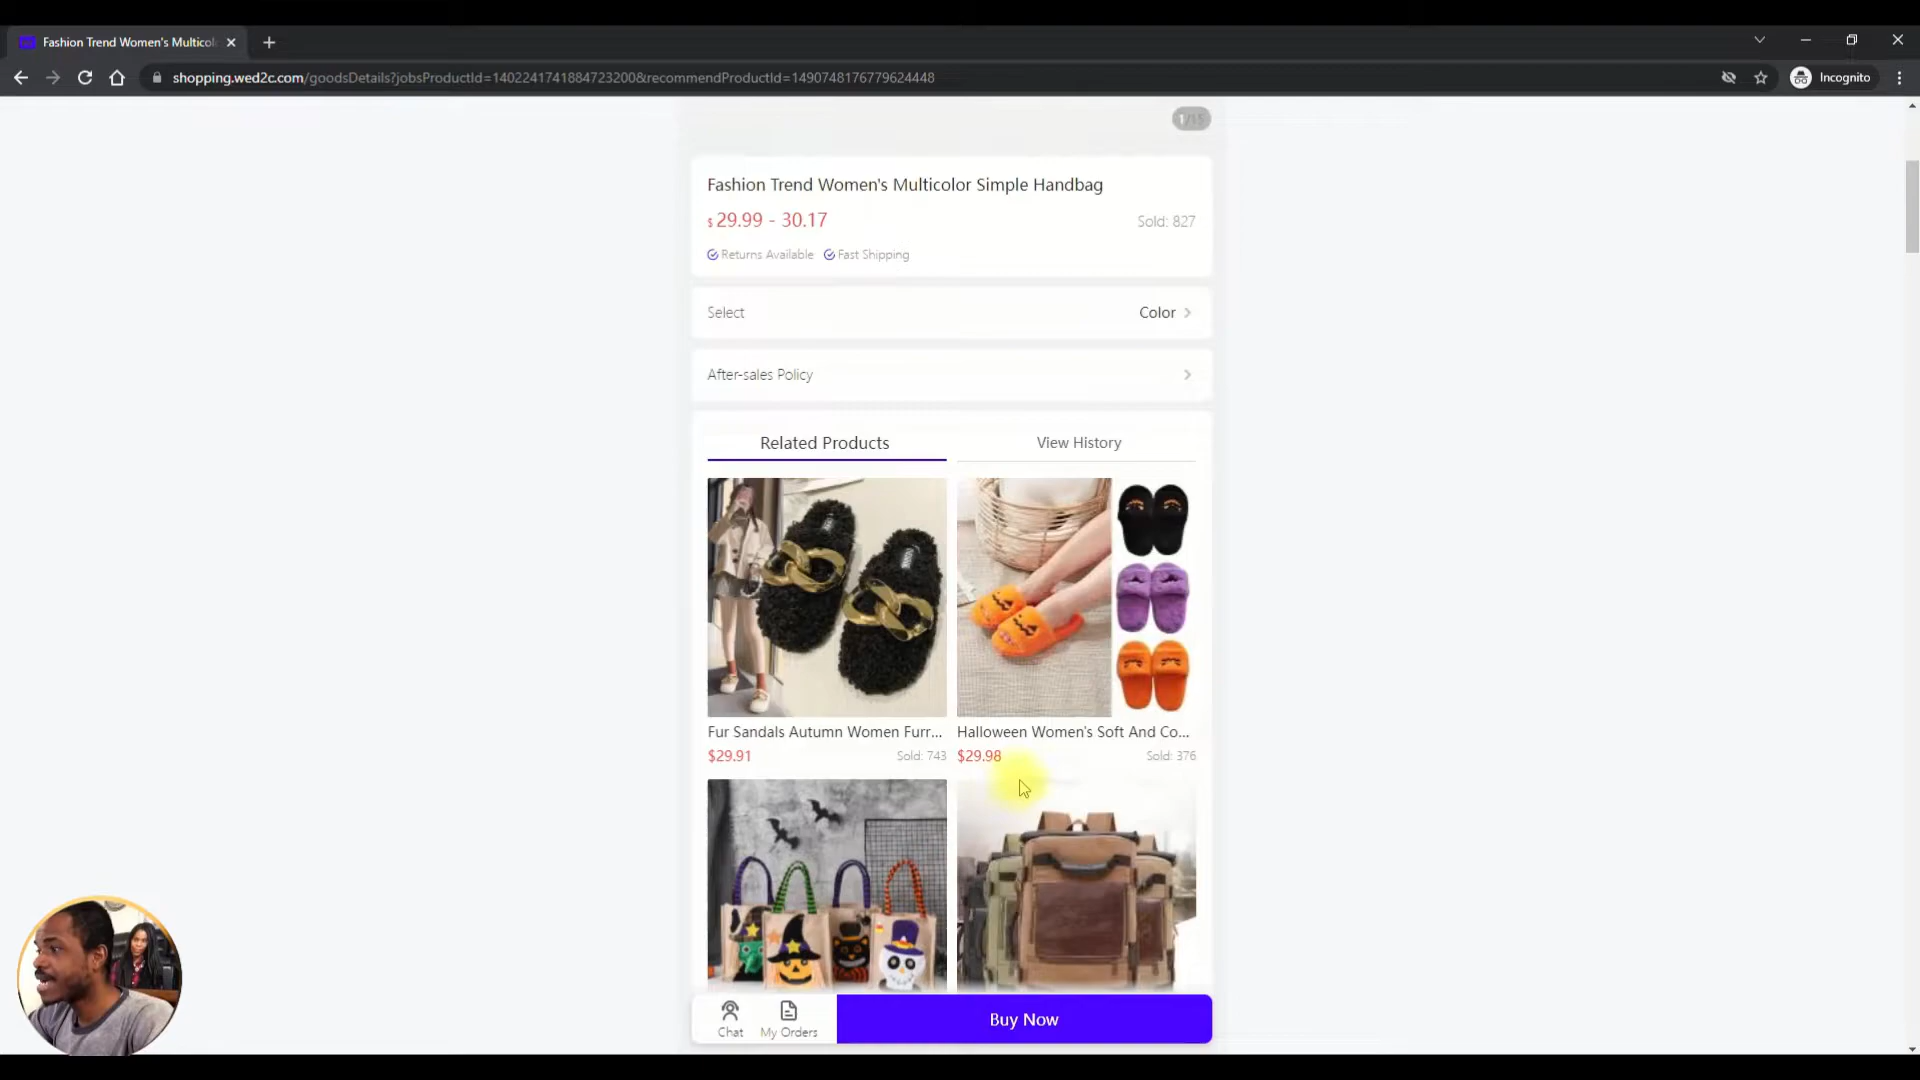 Fashion Trend Women's Multicol
Incognito
shopping.wed2c.com/goodsDetails?jobsProductId=1402241741884723200&recommendProductId=1490748176779624448
1/15
Fashion Trend Women's Multicolor Simple Handbag
$ 29.99 - 30.17
Sold: 827
Returns Available
Fast Shipping
Select
Color
After-sales Policy
Related Products
View History
Fur Sandals Autumn Women Furr...
Halloween Women's Soft And Co...
$29.91
Sold: 743
$29.98
Sold: 376
Chat
My Orders
Buy Now